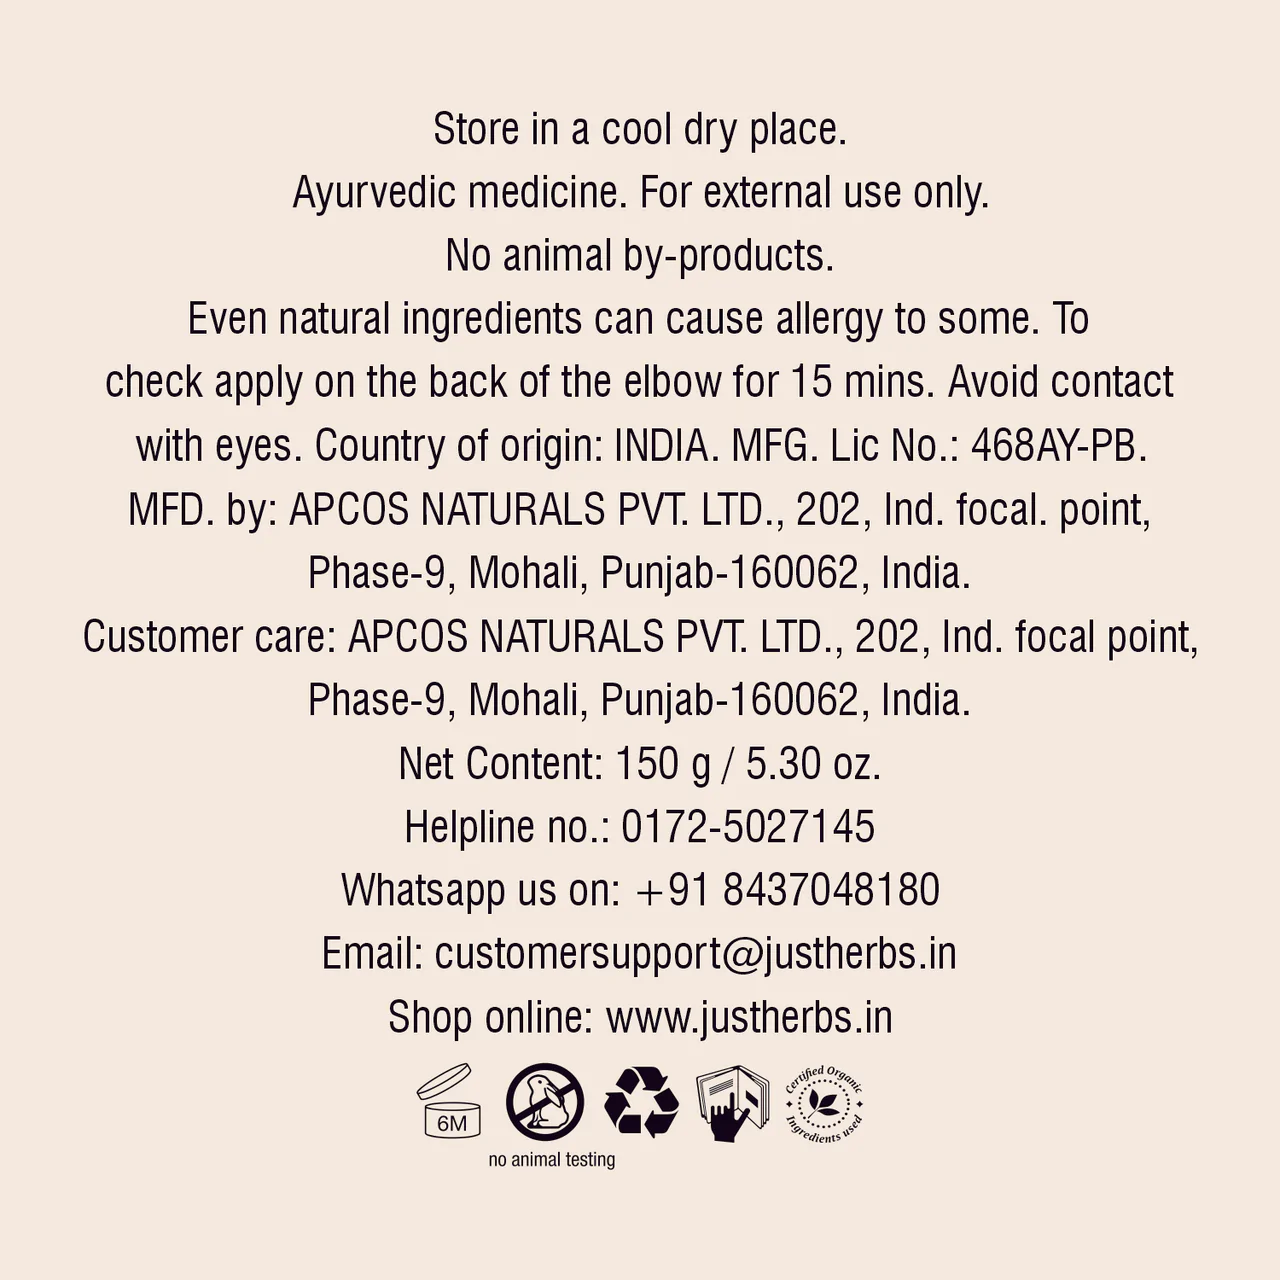 Store in a cool dry place.
Ayurvedic medicine. For external use only.
No animal by-products.
Even natural ingredients can cause allergy to some. To
check apply on the back of the elbow for 15 mins. Avoid contact
with eyes. Country of origin: INDIA. MFG. Lic No.: 468AY-PB.
MFD. by: APCOS NATURALS PVT. LTD., 202, Ind. focal. point,
Phase-9, Mohali, Punjab-160062, India.
Customer care: APCOS NATURALS PVT. LTD., 202, Ind. focal point,
Phase-9, Mohali, Punjab-160062, India.
Net Content: 150 g / 5.30 oz.
Helpline no.: 0172-5027145
Whatsapp us on: +91 8437048180
Email: customersupport@justherbs.in
Shop online: www.justherbs.in
6M
no animal testing
Certified Organic
Ingredients used